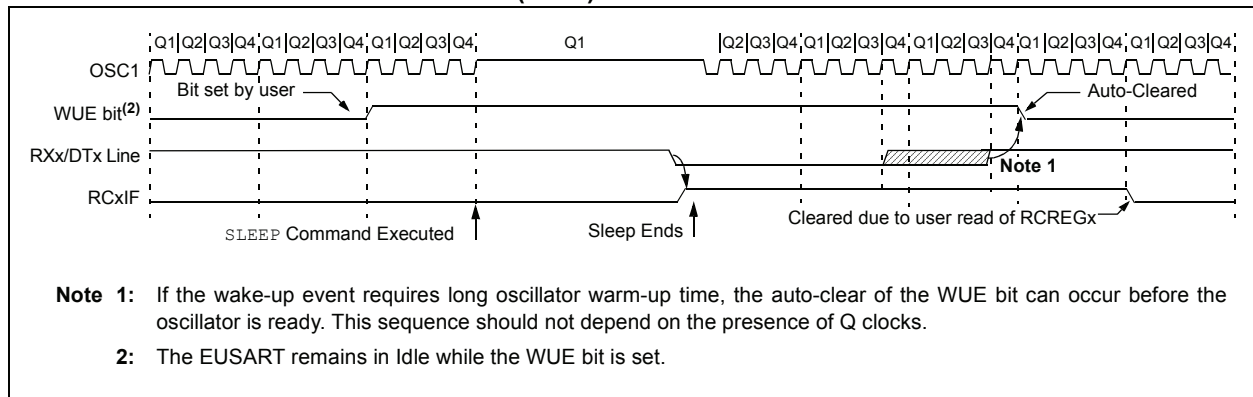 Q1 Q2 Q3 Q4 Q1 Q2 Q3 Q4 Q1 Q2 Q3 Q4 Q1 Q2 Q3 Q4 Q1 Q2 Q3 Q4 Q1 Q2 Q3 Q4 Q1 Q2 Q3 Q4
OSC1
Bit set by user
Auto-Cleared
WUE bit(2)
RXx/DTx Line
Note 1
RCxIF
Cleared due to user read of RCREGx
SLEEP Command Executed
Sleep Ends
Note 1: If the wake-up event requires long oscillator warm-up time, the auto-clear of the WUE bit can occur before the
oscillator is ready. This sequence should not depend on the presence of Q clocks.
2: The EUSART remains in Idle while the WUE bit is set.